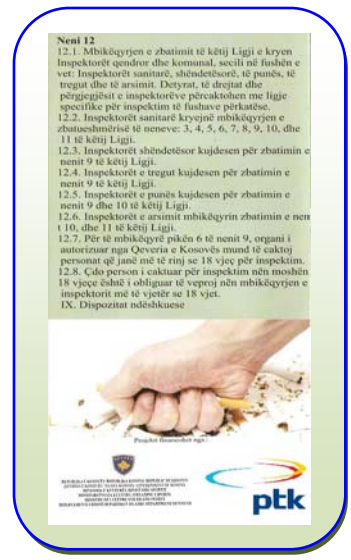 Neni 12
12.1. Mbikëqyrjen e zbatimit të këtij Ligji e kryen
Inspektorët qendror dhe komunal, secili në fushën e
vet: Inspektorët sanitarë, shëndetësorë, të punës, të
tregut dhe të arsimit. Detyrat, të drejtat dhe
përgjegjësit e inspektorëve përcaktohen me ligje
specifike për inspektim të fushave përkatëse.
12.2. Inspektorët sanitarë kryejnë mbikëqyrjen e
zbatueshmërisë të neneve: 3, 4, 5, 6, 7, 8, 9, 10, dhe
11 të këtij Ligji.
12.3. Inspektorët shëndetësor kujdesen për zbatimin e
nenit 9 të këtij Ligji.
12.4. Inspektorët e tregut kujdesen për zbatimin e
nenit 9 të këtij Ligji.
12.5. Inspektorët e punës kujdesen për zbatimin e
nenit 9 dhe 10 të këtij Ligji.
12.6. Inspektorët e arsimit mbikëqyrin zbatimin e nen
t 10, dhe 11 të këtij Ligji.
12.7. Për të mbikëqyrë pikën 6 të nenit 9, organi i
autorizuar nga Qeveria e Kosovës mund të caktoj
personat që janë më të rinj se 18 vjeç për inspektim.
12.8. Çdo person i caktuar për inspektim nën moshën
18 vjeçe është i obliguar të veproj nën mbikëqyrjen e
inspektorit më të vjetër se 18 vjet.
IX. Dispozitat ndëshkuese
Projekti financohet nga:
ptk